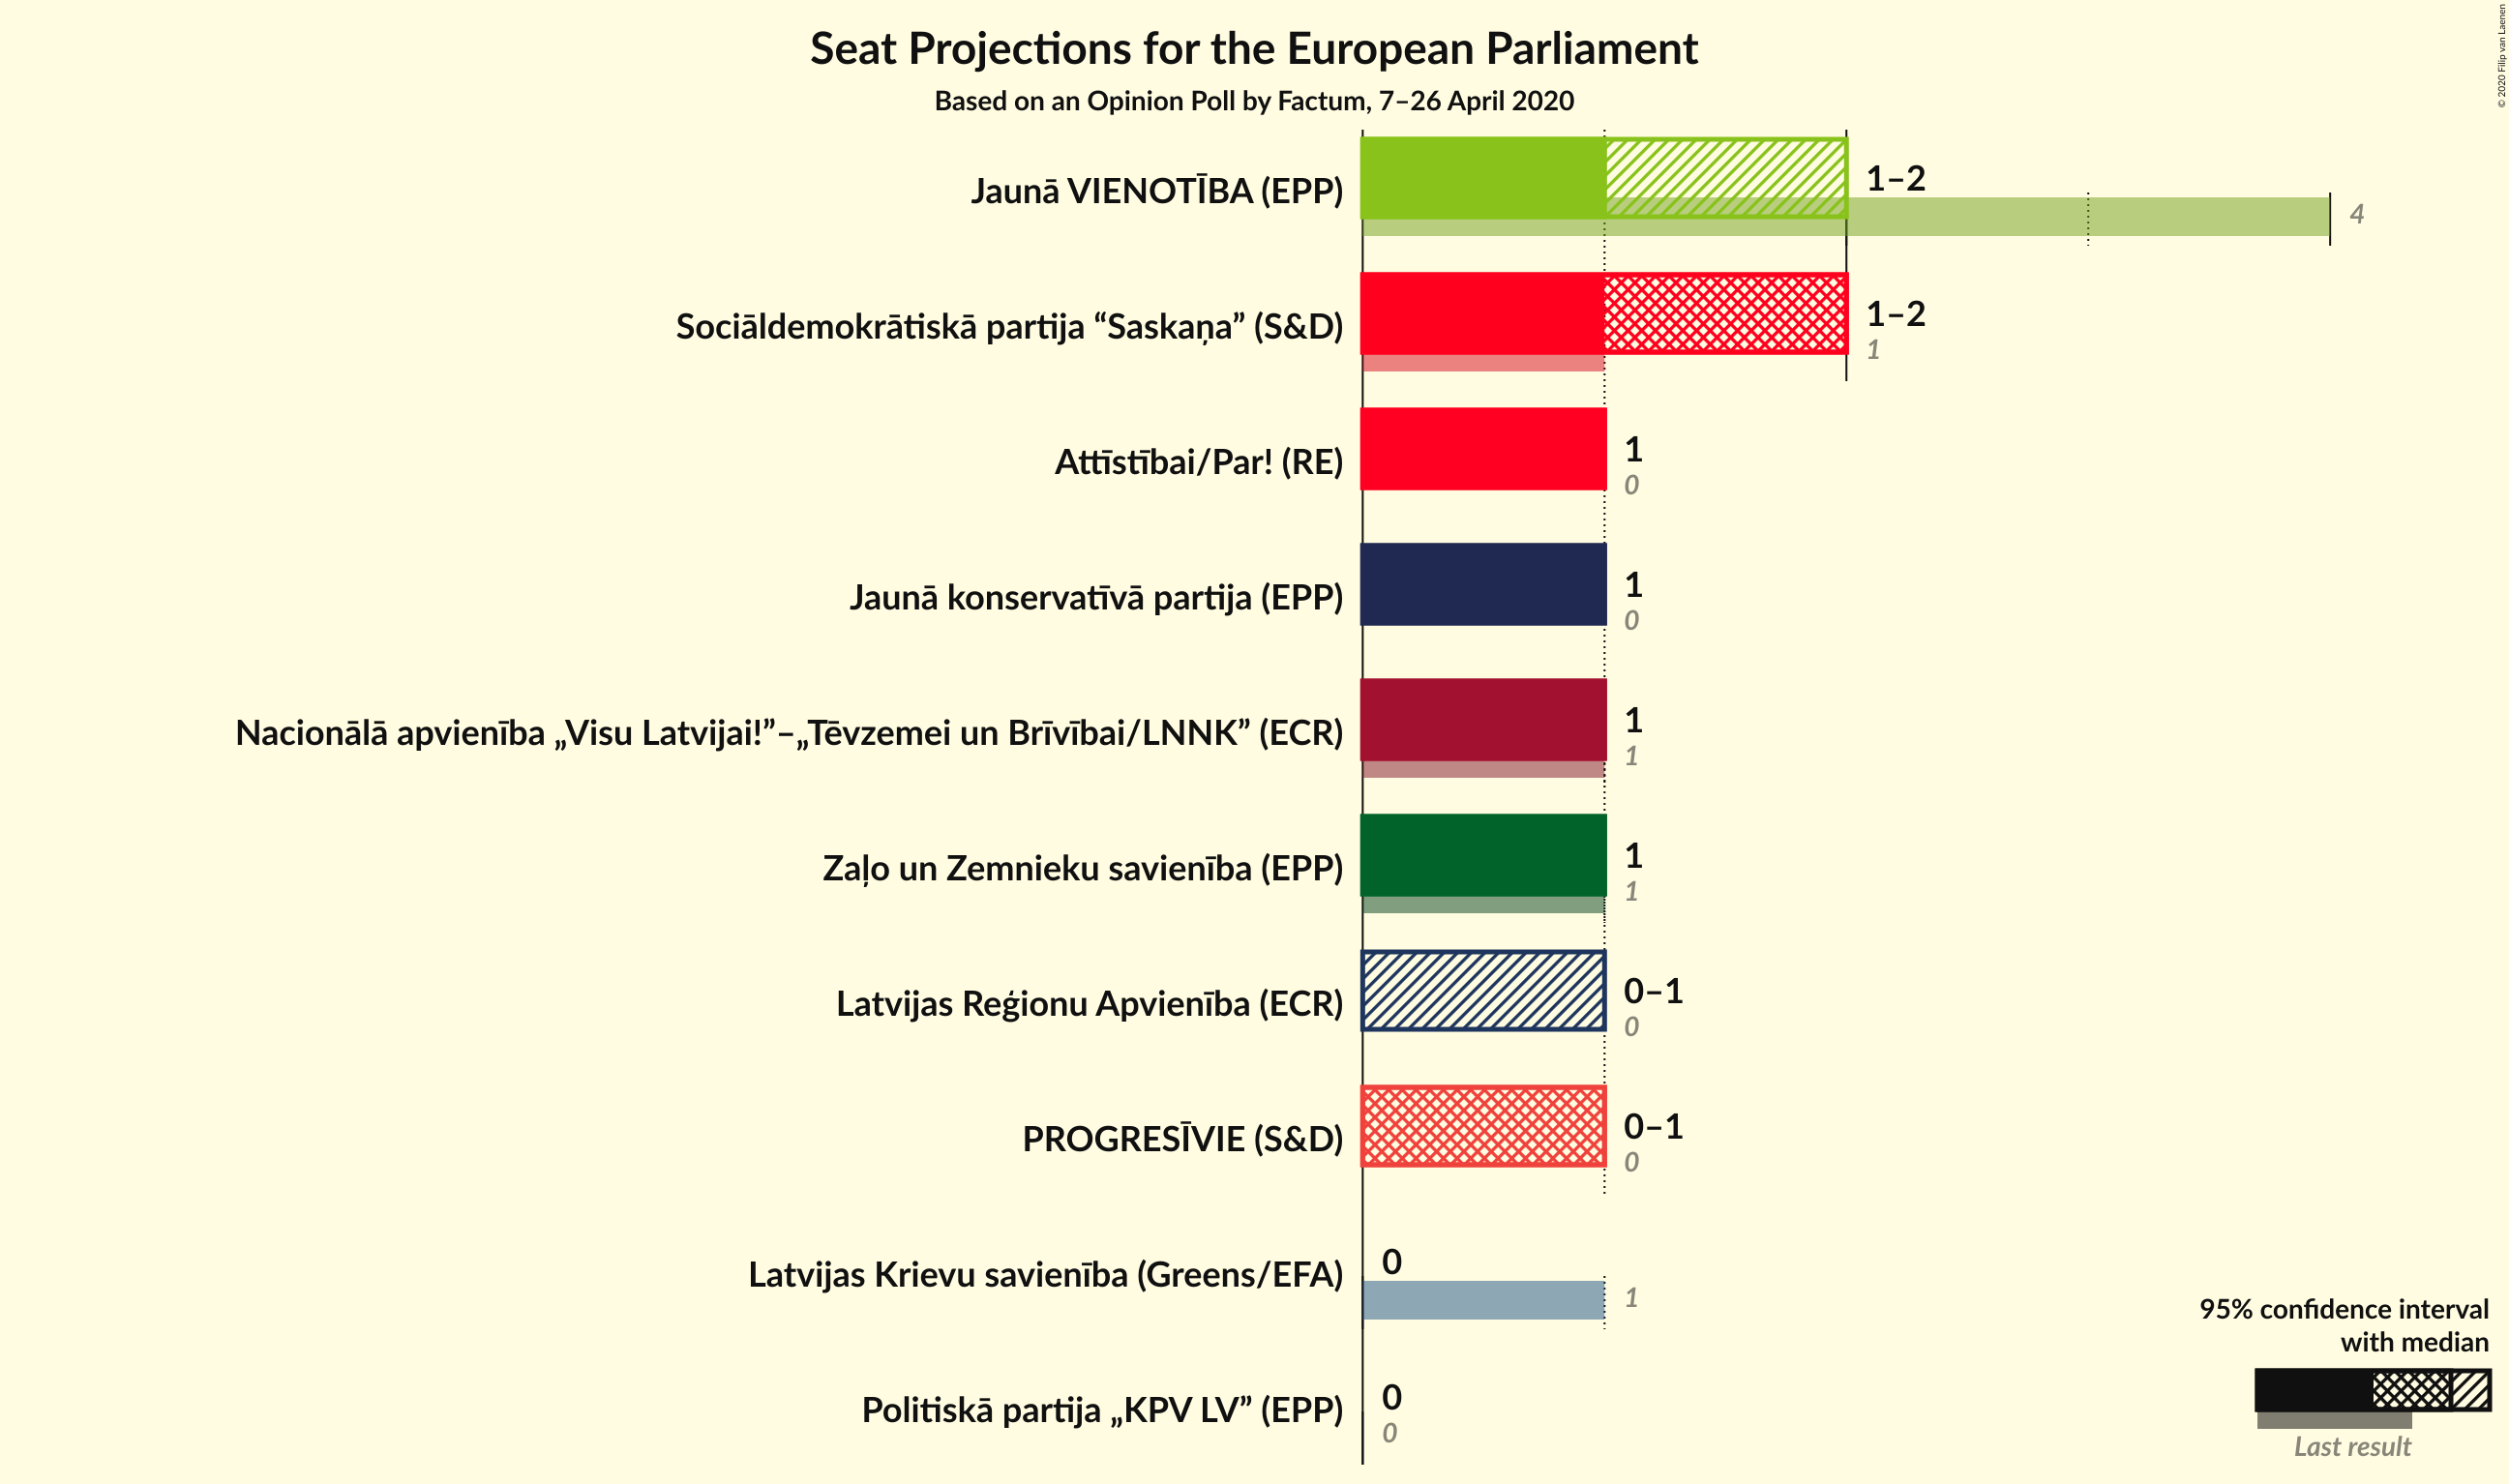 Seat Projections for the European Parliament
Based on an Opinion Poll by Factum, 7–26 April 2020
© 2020 Filip van Laenen
Jaunā VIENOTĪBA (EPP)
1–2
4
Sociāldemokrātiskā partija “Saskaņa” (S&D)
1–2
1
Attīstībai/Par! (RE)
1
0
Jaunā konservatīvā partija (EPP)
1
0
Nacionālā apvienība „Visu Latvijai!”–„Tēvzemei un Brīvībai/LNNK” (ECR)
1
1
Zaļo un Zemnieku savienība (EPP)
1
1
Latvijas Reģionu Apvienība (ECR)
0–1
0
PROGRESĪVIE (S&D)
0–1
0
Latvijas Krievu savienība (Greens/EFA)
0
1
Politiskā partija „KPV LV” (EPP)
0
0
95% confidence interval
with median
Last result